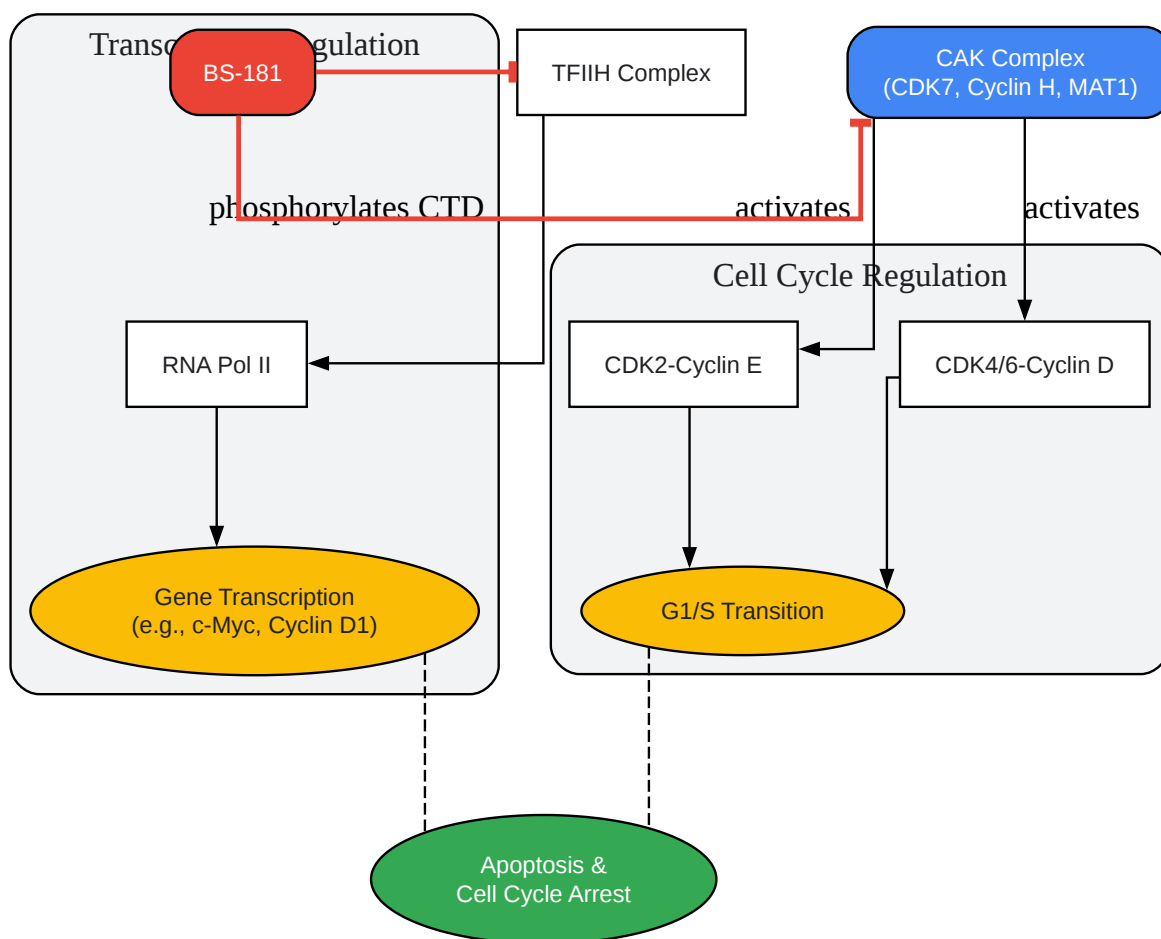 Transc gulation
BS-181
TFIIH Complex
CAK Complex
(CDK7, Cyclin H, MAT1)
phosphorylates CTD
activates
activates
Cell Cycle Regulation
RNA Pol II
CDK2-Cyclin E
CDK4/6-Cyclin D
Gene Transcription
(e.g., c-Myc, Cyclin D1)
G1/S Transition
Apoptosis &
Cell Cycle Arrest